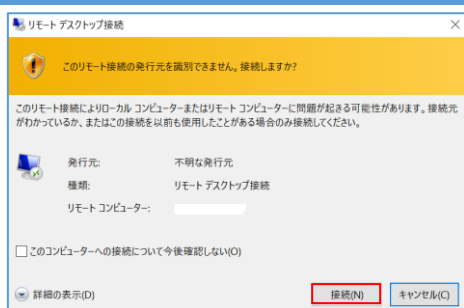 リモート デスクトップ接続
このリモート接続の発行元を識別できません。接続しますか?
このリモート接続によりローカル コンピューターまたはリモート コンピューターに問題が起きる可能性があります。接続元
がわかっているか、またはこの接続を以前も使用したことがある場合のみ接続してください。
発行元: 不明な発行元
種類: リモート デスクトップ接続
リモート コンピューター:
このコンピューターへの接続について今後確認しない(O)
詳細の表示(D) 接続(N) キャンセル(C)